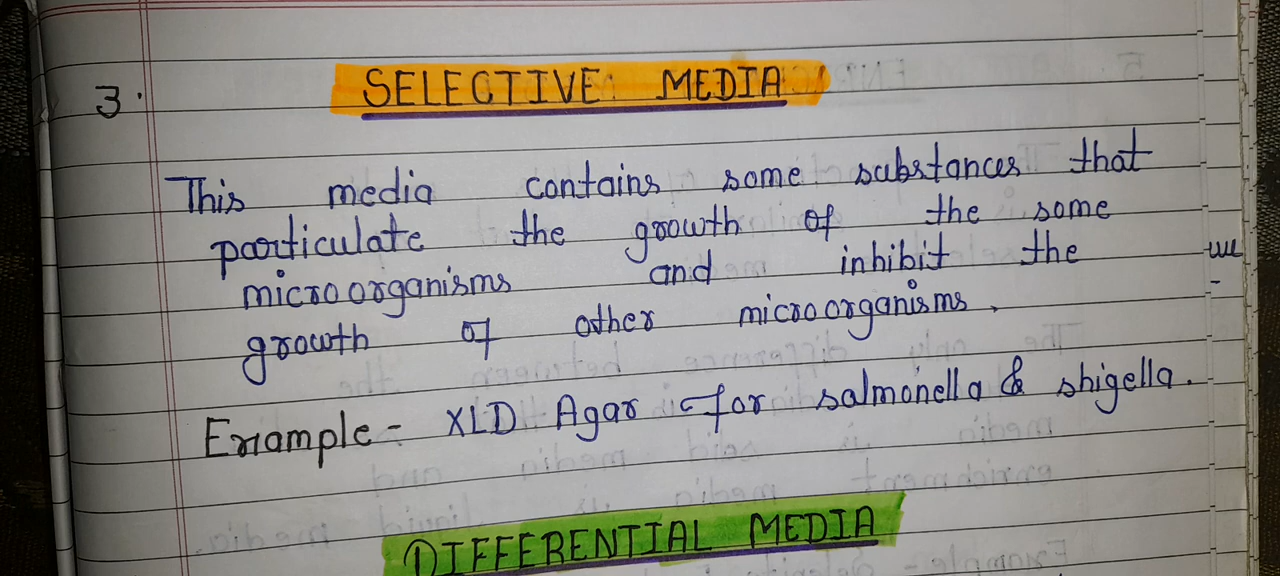 3.
SELECTIVE MEDIA
This media contains some substances that
particulate the growth of the some
microorganisms and inhibit the
growth of other microorganisms.
Example - XLD Agar for salmonella & shigella.
DIFFERENTIAL MEDIA